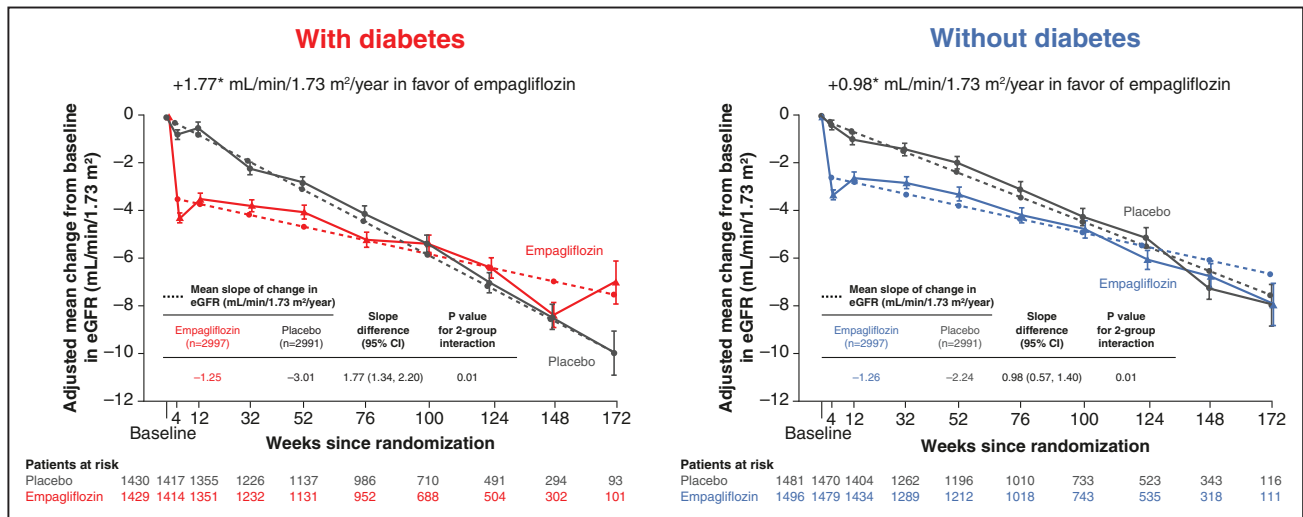 With diabetes
+1.77* mL/min/1.73 m²/year in favor of empagliflozin
Adjusted mean change from baseline
in eGFR (mL/min/1.73 m²)
0
–2
–4
–6
–8
–10
–12
Empagliflozin
Placebo
Mean slope of change in
eGFR (mL/min/1.73 m²/year)
Empagliflozin Placebo Slope P value
(n=2997) (n=2991) difference for 2-group
(95% CI) interaction
–1.25 –3.01 1.77 (1.34, 2.20) 0.01
4 12 32 52 76 100 124 148 172
Baseline
Weeks since randomization
Patients at risk
Placebo 1430 1417 1355 1226 1137 986 710 491 294 93
Empagliflozin 1429 1414 1351 1232 1131 952 688 504 302 101
Without diabetes
+0.98* mL/min/1.73 m²/year in favor of empagliflozin
Adjusted mean change from baseline
in eGFR (mL/min/1.73 m²)
0
–2
–4
–6
–8
–10
–12
Placebo
Empagliflozin
Mean slope of change in
eGFR (mL/min/1.73 m²/year)
Empagliflozin Placebo Slope P value
(n=2997) (n=2991) difference for 2-group
(95% CI) interaction
–1.26 –2.24 0.98 (0.57, 1.40) 0.01
4 12 32 52 76 100 124 148 172
Baseline
Weeks since randomization
Patients at risk
Placebo 1481 1470 1404 1262 1196 1010 733 523 343 116
Empagliflozin 1496 1479 1434 1289 1212 1018 743 535 318 111